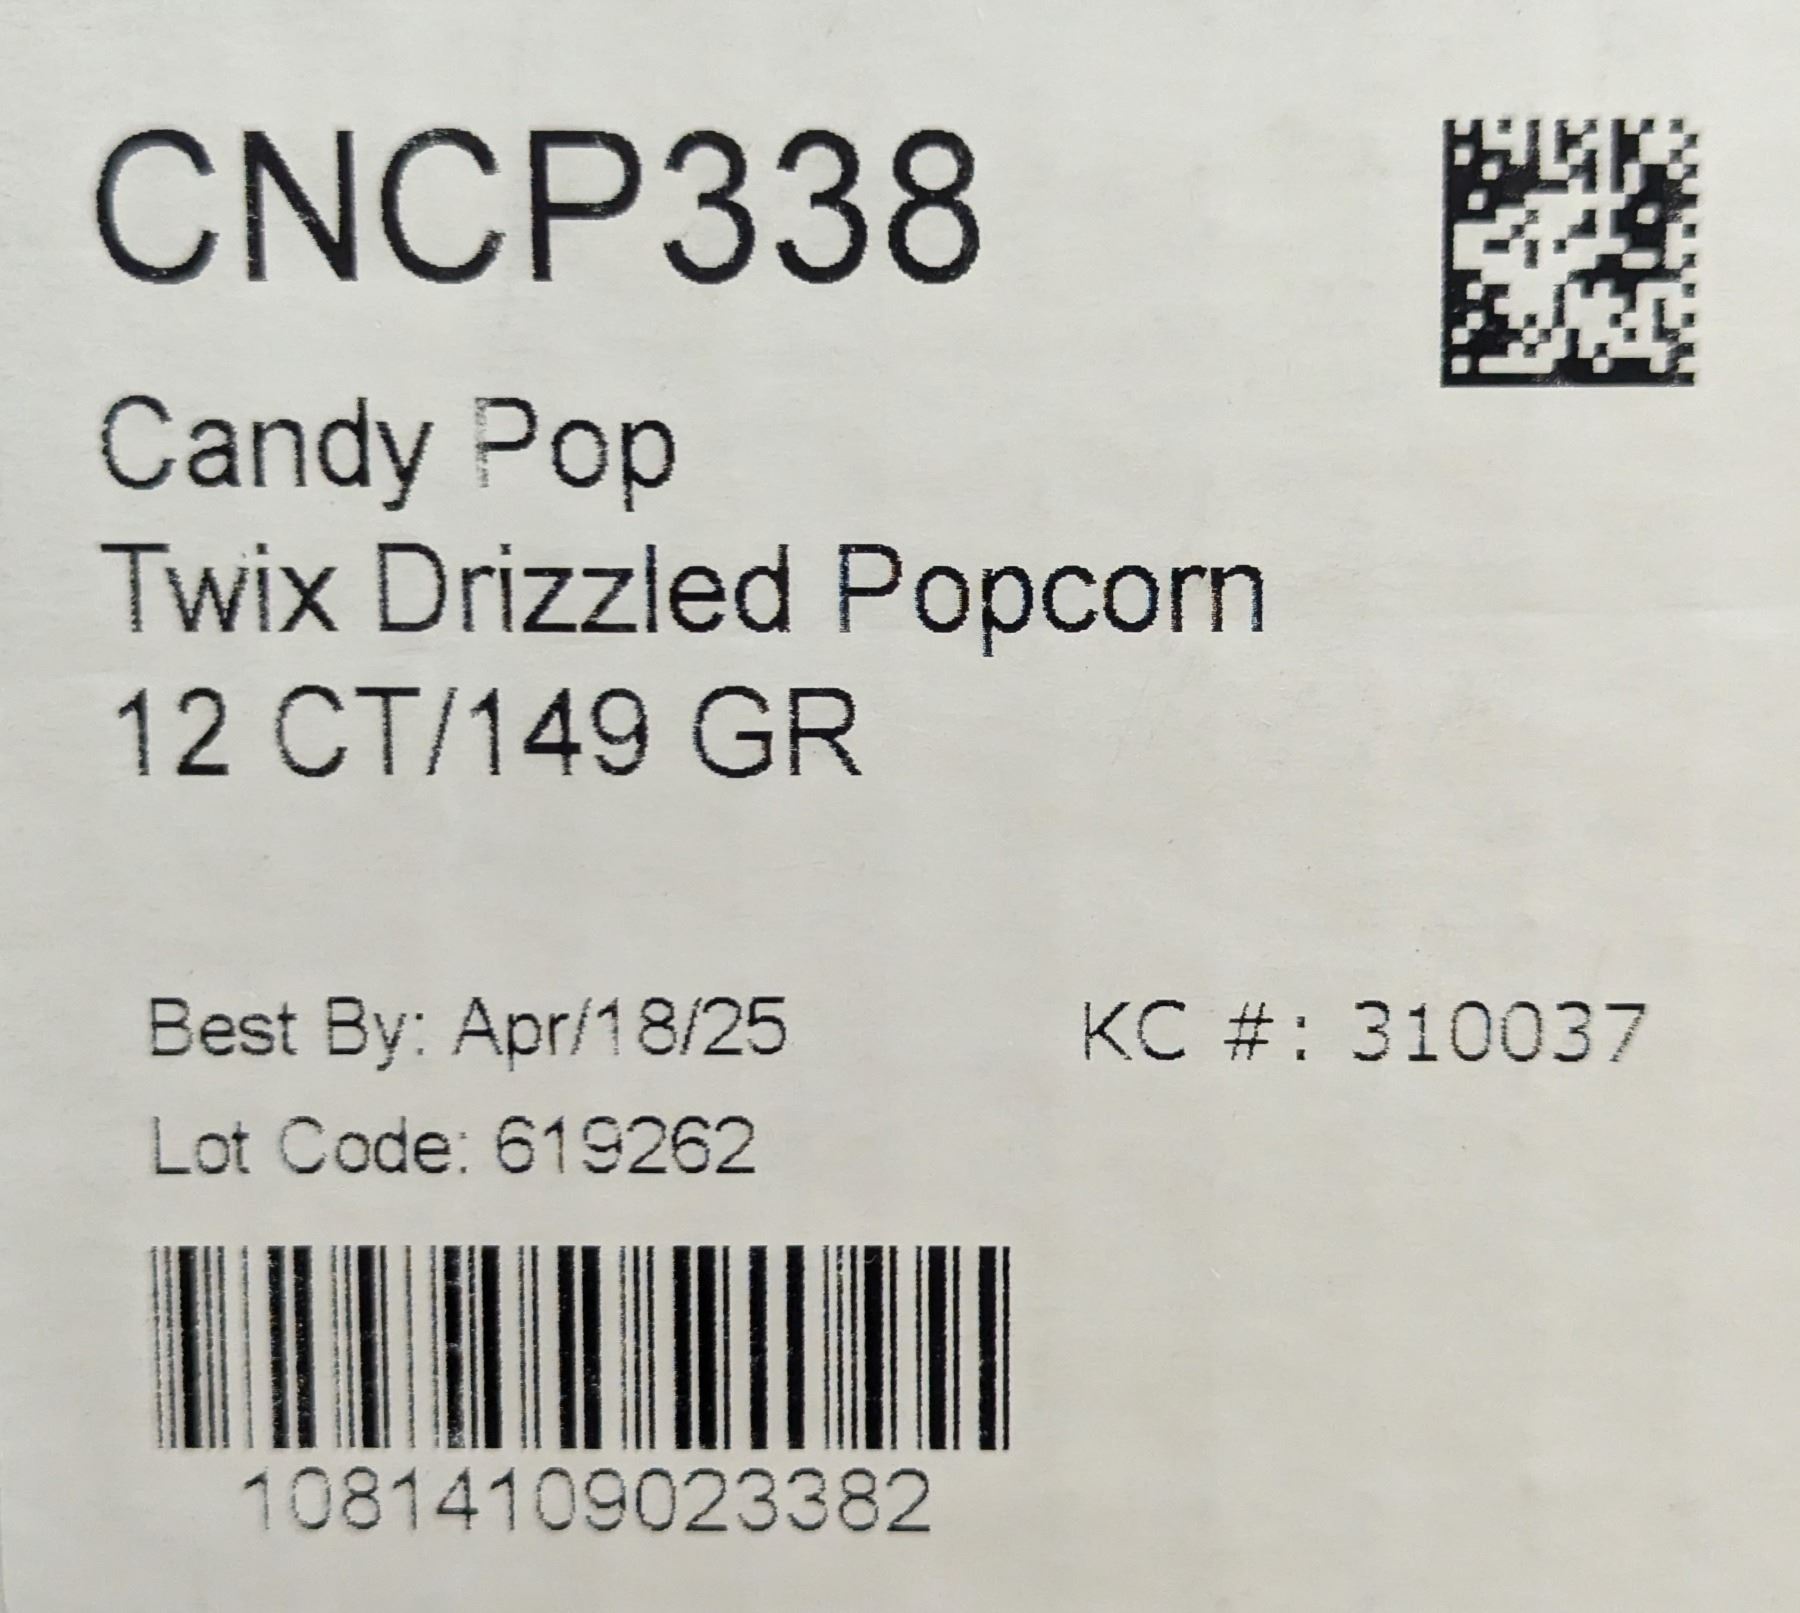 CNCP338
Candy Pop
Twix Drizzled Popcorn
12 CT/149 GR
Best By: Apr/18/25
KC #: 310037
Lot Code: 619262
10814109023382